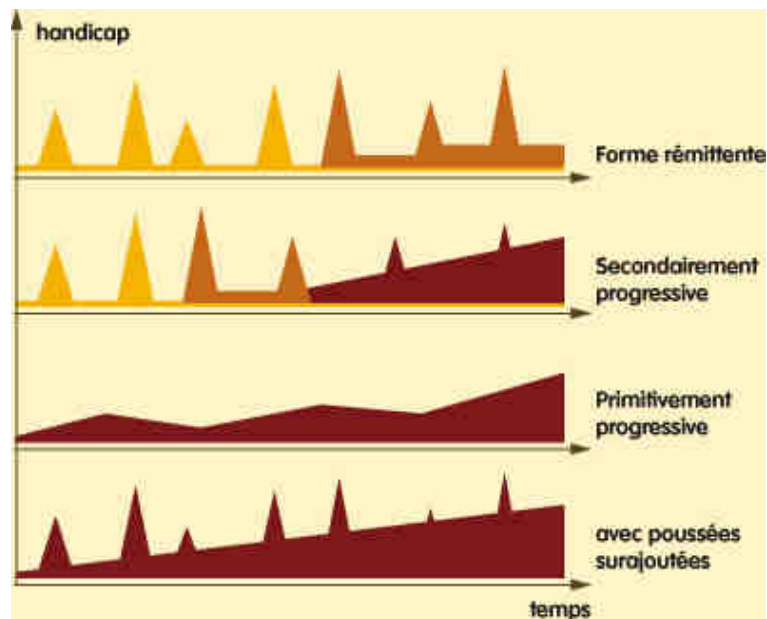 handicap
Forme rémittente
Secondairement
progressive
Primitivement
progressive
avec poussées
surajoutées
temps